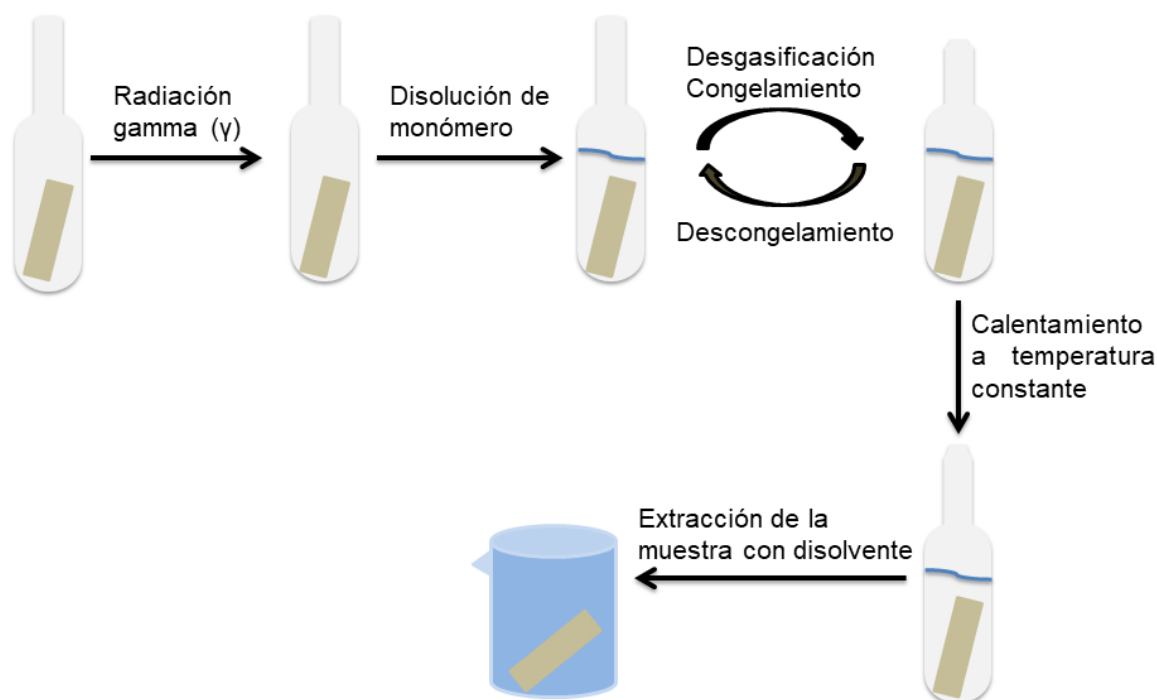 Radiación
gamma (γ)
Disolución de
monómero
Desgasificación
Congelamiento
Descongelamiento
Calentamiento
a temperatura
constante
Extracción de la
muestra con disolvente